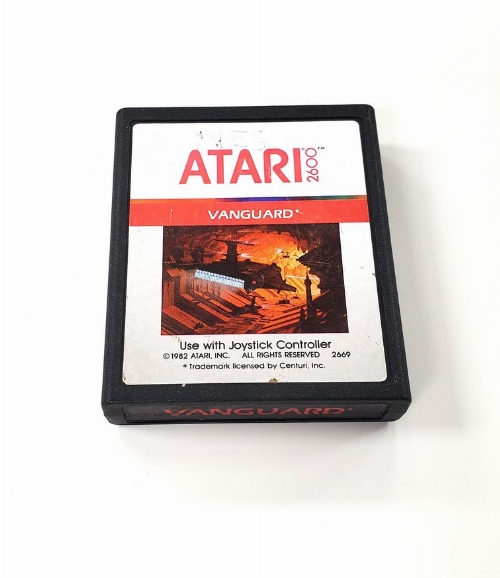 ATARI 2600™
VANGUARD*
Use with Joystick Controller
©1982 ATARI, INC. ALL RIGHTS RESERVED 2669
* Trademark licensed by Centuri, Inc.
VANGUARD*